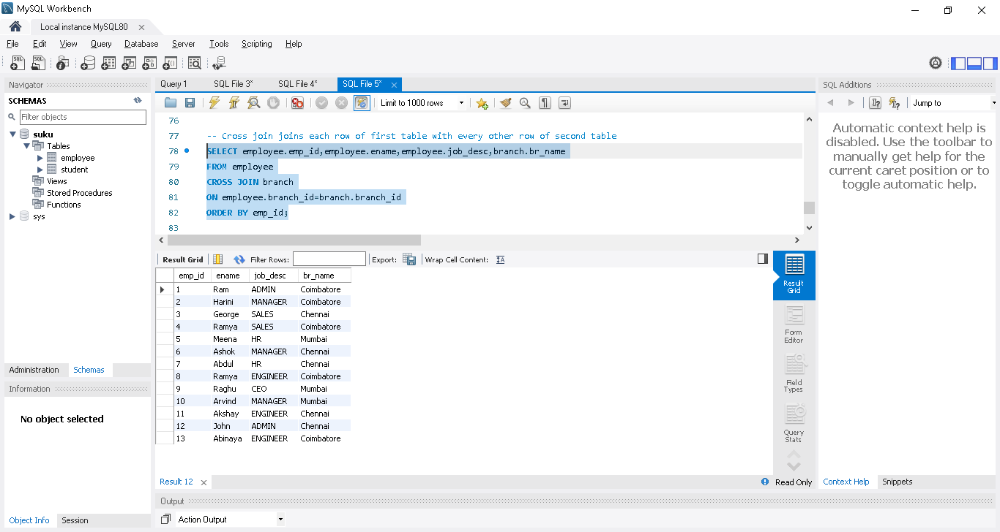 MySQL Workbench
Local instance MySQL80
File Edit View Query Database Server Tools Scripting Help
Navigator
SCHEMAS
Filter objects
suku
Tables
employee
student
Views
Stored Procedures
Functions
sys
Administration Schemas
Information
No object selected
Object Info Session
Query 1 SQL File 3* SQL File 4* SQL File 5*
Limit to 1000 rows
76
77 -- Cross join joins each row of first table with every other row of second table
78 SELECT employee.emp_id,employee.ename,employee.job_desc,branch.br_name
79 FROM employee
80 CROSS JOIN branch
81 ON employee.branch_id=branch.branch_id
82 ORDER BY emp_id;
83
Result Grid Filter Rows: Export: Wrap Cell Content:
emp_id ename job_desc br_name
1 Ram ADMIN Coimbatore
2 Harini MANAGER Coimbatore
3 George SALES Chennai
4 Ramya SALES Coimbatore
5 Meena HR Mumbai
6 Ashok MANAGER Chennai
7 Abdul HR Chennai
8 Ramya ENGINEER Coimbatore
9 Raghu CEO Mumbai
10 Arvind MANAGER Mumbai
11 Akshay ENGINEER Chennai
12 John ADMIN Chennai
13 Abinaya ENGINEER Coimbatore
Result
Grid
Form
Editor
Field
Types
Query
Stats
Result 12
Read Only
Output
Action Output
SQL Additions
Jump to
Automatic context help is
disabled. Use the toolbar to
manually get help for the
current caret position or to
toggle automatic help.
Context Help Snippets